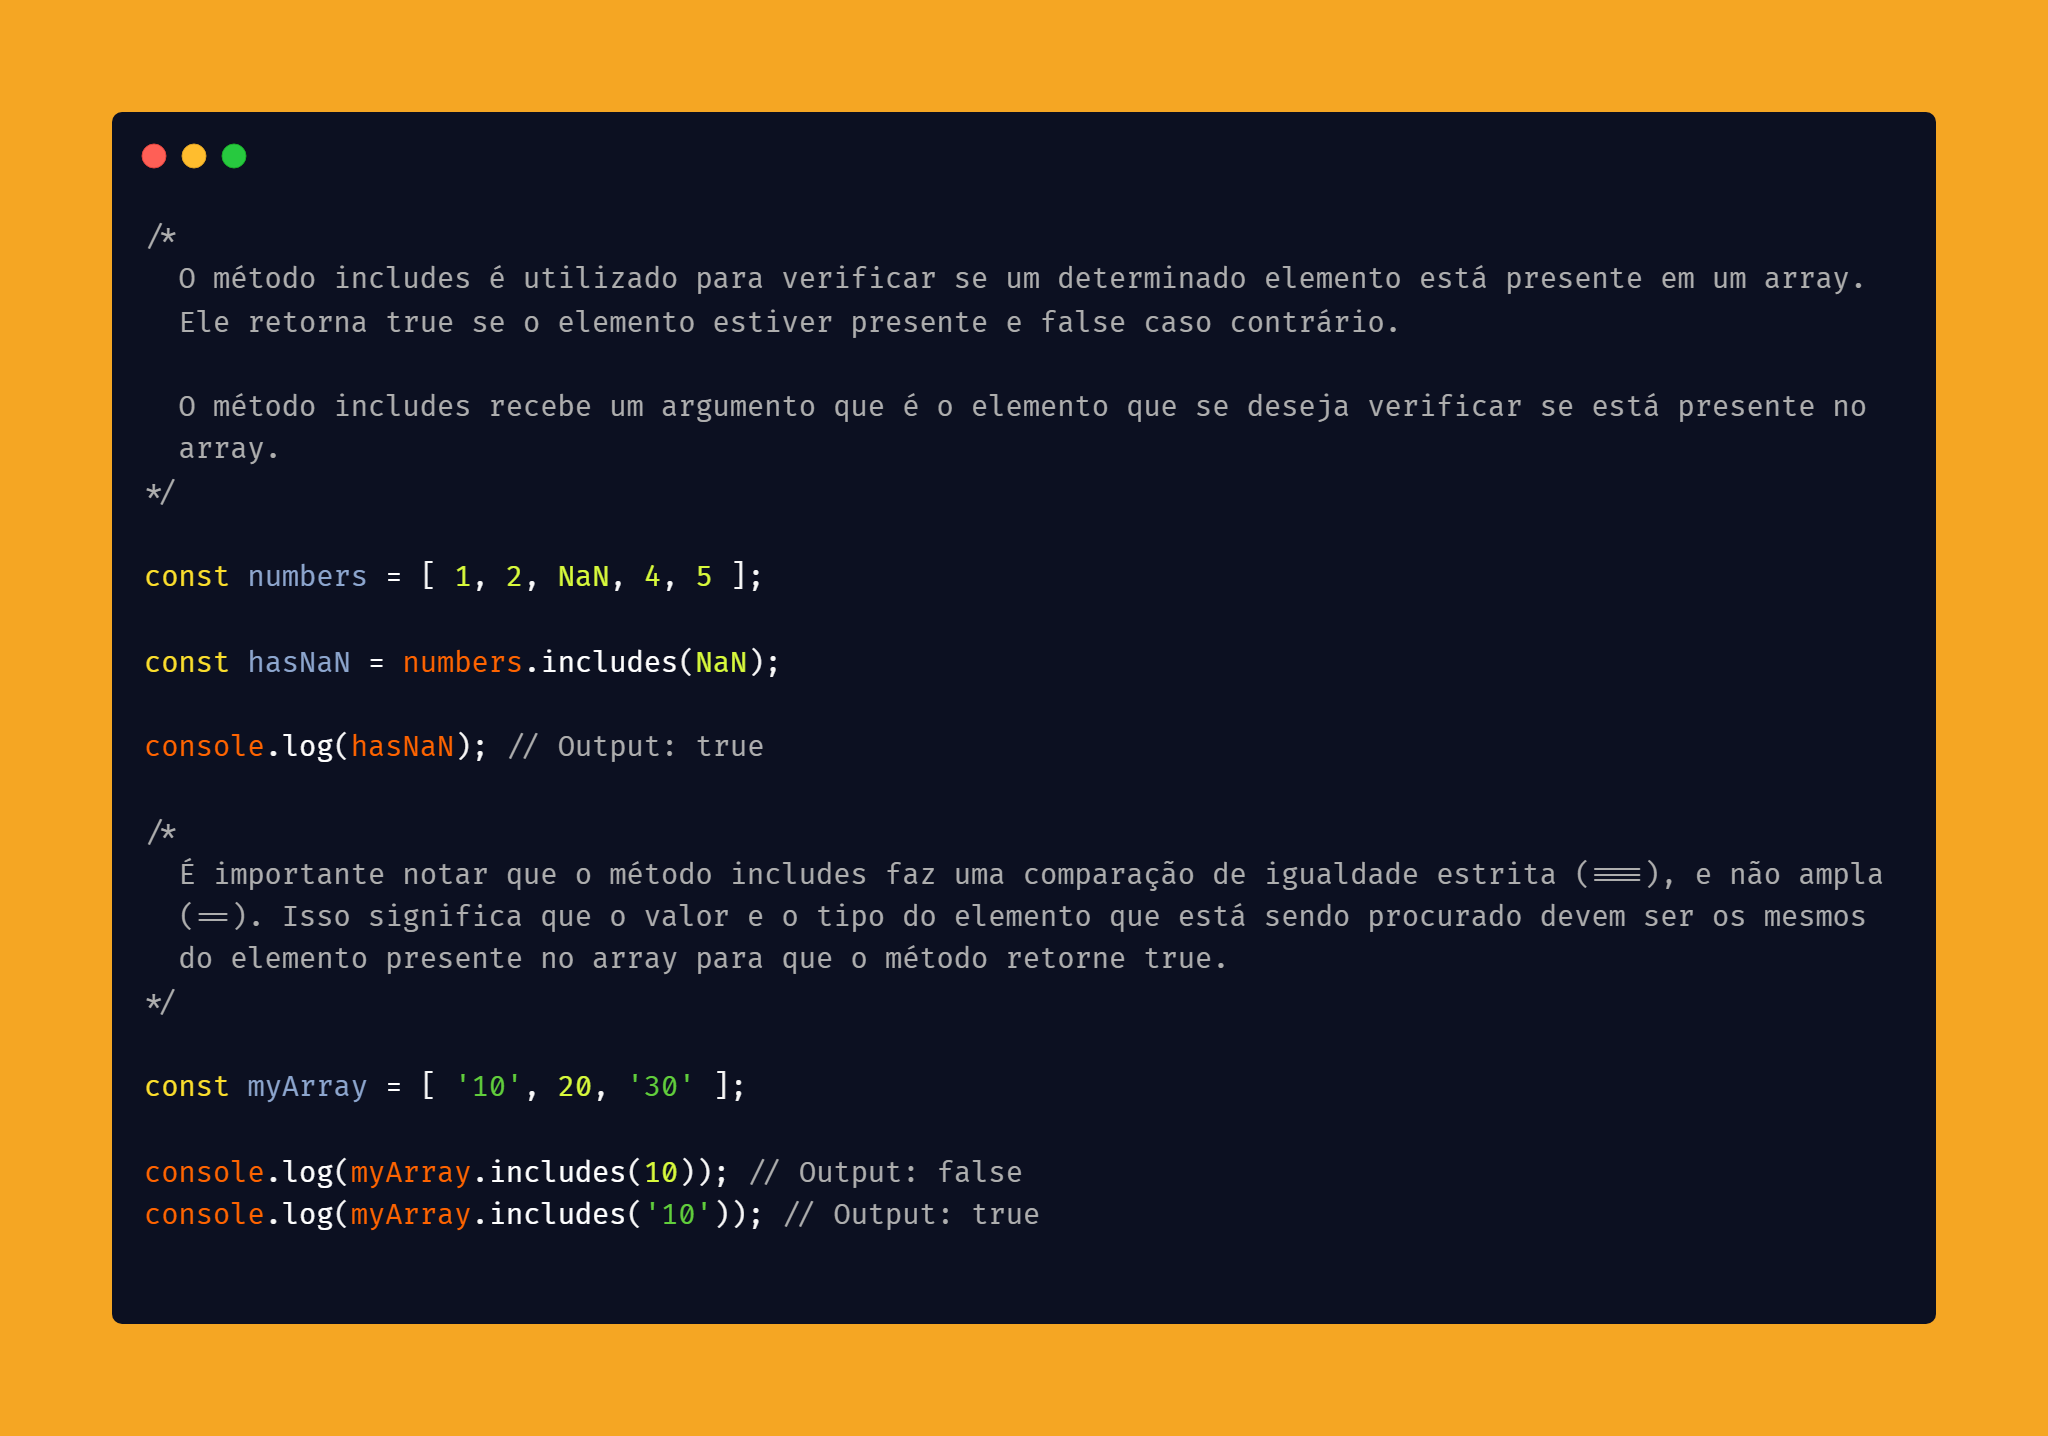 /*
  O método includes é utilizado para verificar se um determinado elemento está presente em um array.
  Ele retorna true se o elemento estiver presente e false caso contrário.

  O método includes recebe um argumento que é o elemento que se deseja verificar se está presente no
  array.
*/

const numbers = [ 1, 2, NaN, 4, 5 ];

const hasNaN = numbers.includes(NaN);

console.log(hasNaN); // Output: true

/*
  É importante notar que o método includes faz uma comparação de igualdade estrita (===), e não ampla
  (==). Isso significa que o valor e o tipo do elemento que está sendo procurado devem ser os mesmos
  do elemento presente no array para que o método retorne true.
*/

const myArray = [ '10', 20, '30' ];

console.log(myArray.includes(10)); // Output: false
console.log(myArray.includes('10')); // Output: true